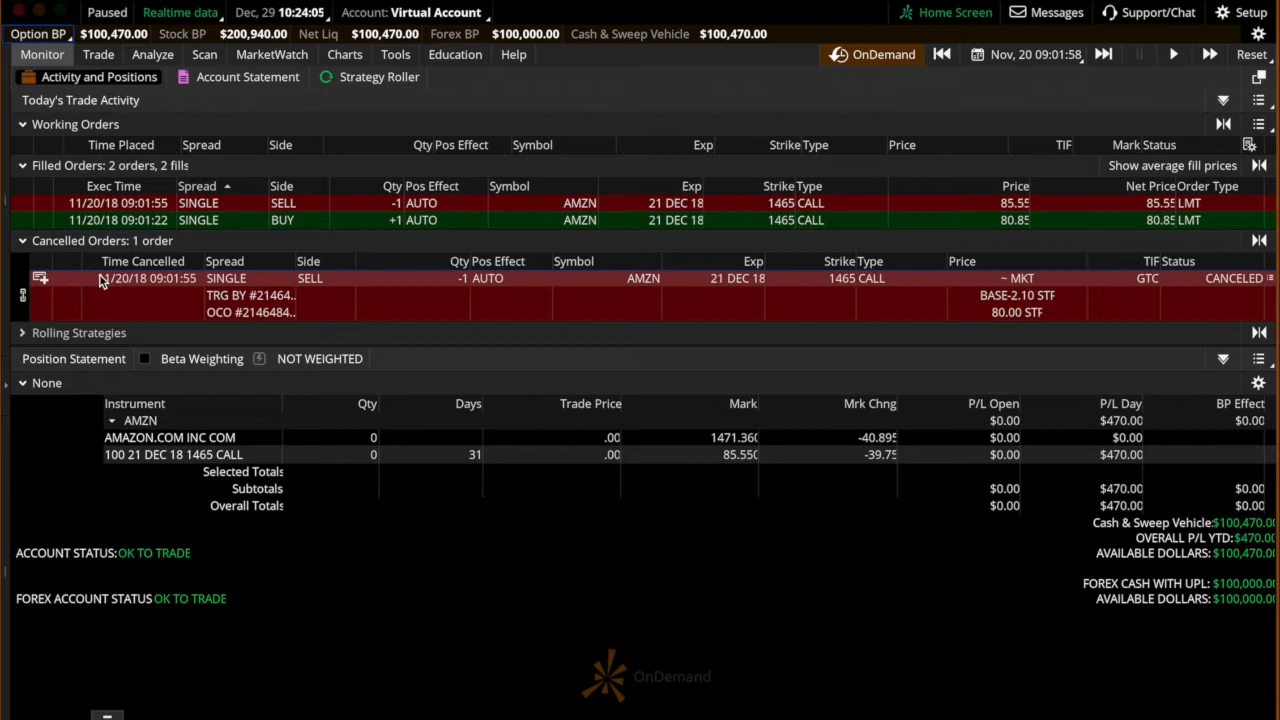 Paused Realtime data Dec, 29 10:24:05 Account: Virtual Account Home Screen Messages Support/Chat Setup
Option BP $100,470.00 Stock BP $200,940.00 Net Liq $100,470.00 Forex BP $100,000.00 Cash & Sweep Vehicle $100,470.00
Monitor Trade Analyze Scan MarketWatch Charts Tools Education Help OnDemand Nov, 20 09:01:58 Reset
Activity and Positions Account Statement Strategy Roller
Today's Trade Activity
Working Orders
Time Placed Spread Side Qty Pos Effect Symbol Exp Strike Type Price TIF Mark Status
Filled Orders: 2 orders, 2 fills Show average fill prices
Exec Time Spread Side Qty Pos Effect Symbol Exp Strike Type Price Net Price Order Type
11/20/18 09:01:55 SINGLE SELL -1 AUTO AMZN 21 DEC 18 1465 CALL 85.55 85.55 LMT
11/20/18 09:01:22 SINGLE BUY +1 AUTO AMZN 21 DEC 18 1465 CALL 80.85 80.85 LMT
Cancelled Orders: 1 order
Time Cancelled Spread Side Qty Pos Effect Symbol Exp Strike Type Price TIF Status
11/20/18 09:01:55 SINGLE SELL -1 AUTO AMZN 21 DEC 18 1465 CALL ~ MKT GTC CANCELED
TRG BY #21464.. BASE-2.10 STP
OCO #2146484... 80.00 STP
Rolling Strategies
Position Statement Beta Weighting NOT WEIGHTED
None
Instrument Qty Days Trade Price Mark Mrk Chng P/L Open P/L Day BP Effect
AMZN $0.00 $470.00 $0.00
AMAZON.COM INC COM 0 .00 1471.360 -40.895 $0.00 $0.00
100 21 DEC 18 1465 CALL 0 31 .00 85.550 -39.75 $0.00 $470.00
Selected Totals
Subtotals $0.00 $470.00 $0.00
Overall Totals $0.00 $470.00 $0.00
Cash & Sweep Vehicle:$100,470.00
OVERALL P/L YTD:$470.00
ACCOUNT STATUS:OK TO TRADE AVAILABLE DOLLARS:$100,470.00
FOREX CASH WITH UPL: $100,000.00
FOREX ACCOUNT STATUS OK TO TRADE AVAILABLE DOLLARS:$100,000.00
OnDemand